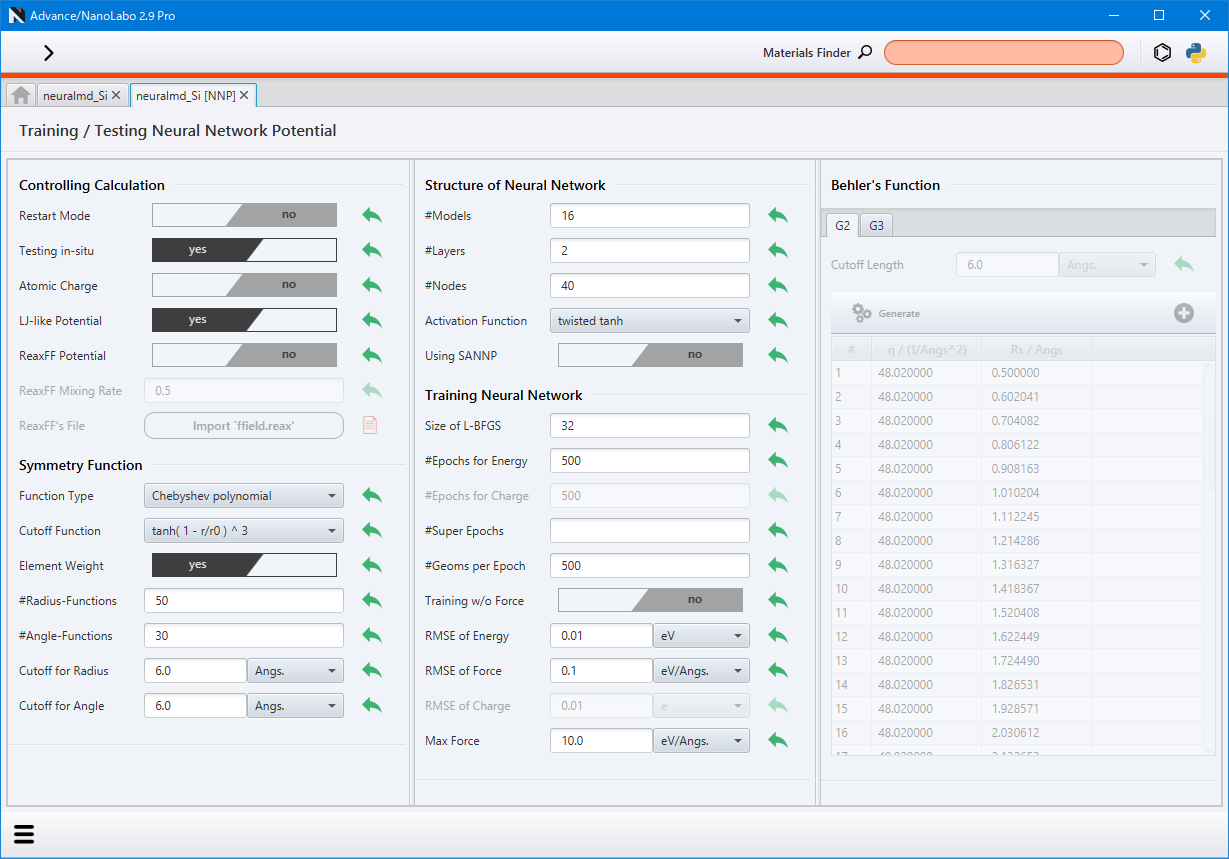 Advance/NanoLabo 2.9 Pro
Materials Finder
neuralmd_Si
neuralmd_Si [NNP]
Training / Testing Neural Network Potential
Controlling Calculation
Restart Mode no
Testing in-situ yes
Atomic Charge no
LJ-like Potential yes
ReaxFF Potential no
ReaxFF Mixing Rate 0.5
ReaxFF's File Import `ffield.reax'
Symmetry Function
Function Type Chebyshev polynomial
Cutoff Function tanh( 1 - r/r0 ) ^ 3
Element Weight yes
#Radius-Functions 50
#Angle-Functions 30
Cutoff for Radius 6.0 Angs.
Cutoff for Angle 6.0 Angs.
Structure of Neural Network
#Models 16
#Layers 2
#Nodes 40
Activation Function twisted tanh
Using SANNP no
Training Neural Network
Size of L-BFGS 32
#Epochs for Energy 500
#Epochs for Charge 500
#Super Epochs
#Geoms per Epoch 500
Training w/o Force no
RMSE of Energy 0.01 eV
RMSE of Force 0.1 eV/Angs.
RMSE of Charge 0.01 e
Max Force 10.0 eV/Angs.
Behler's Function
G2 G3
Cutoff Length 6.0 Angs.
Generate
# η / (1/Angs^2) Rs / Angs
1 48.020000 0.500000
2 48.020000 0.602041
3 48.020000 0.704082
4 48.020000 0.806122
5 48.020000 0.908163
6 48.020000 1.010204
7 48.020000 1.112245
8 48.020000 1.214286
9 48.020000 1.316327
10 48.020000 1.418367
11 48.020000 1.520408
12 48.020000 1.622449
13 48.020000 1.724490
14 48.020000 1.826531
15 48.020000 1.928571
16 48.020000 2.030612